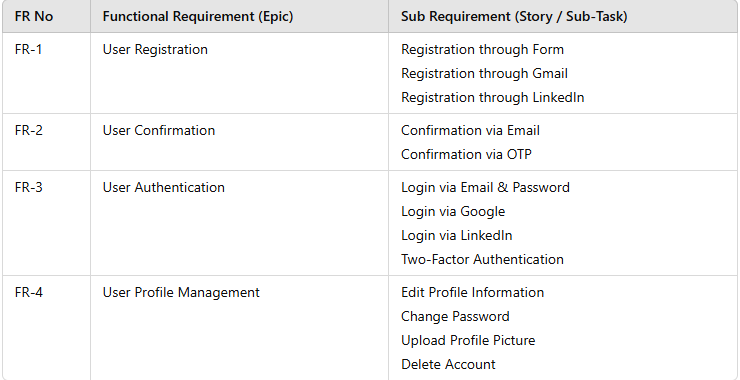 FR No Functional Requirement (Epic) Sub Requirement (Story / Sub-Task)
FR-1 User Registration Registration through Form
Registration through Gmail
Registration through LinkedIn
FR-2 User Confirmation Confirmation via Email
Confirmation via OTP
FR-3 User Authentication Login via Email & Password
Login via Google
Login via LinkedIn
Two-Factor Authentication
FR-4 User Profile Management Edit Profile Information
Change Password
Upload Profile Picture
Delete Account